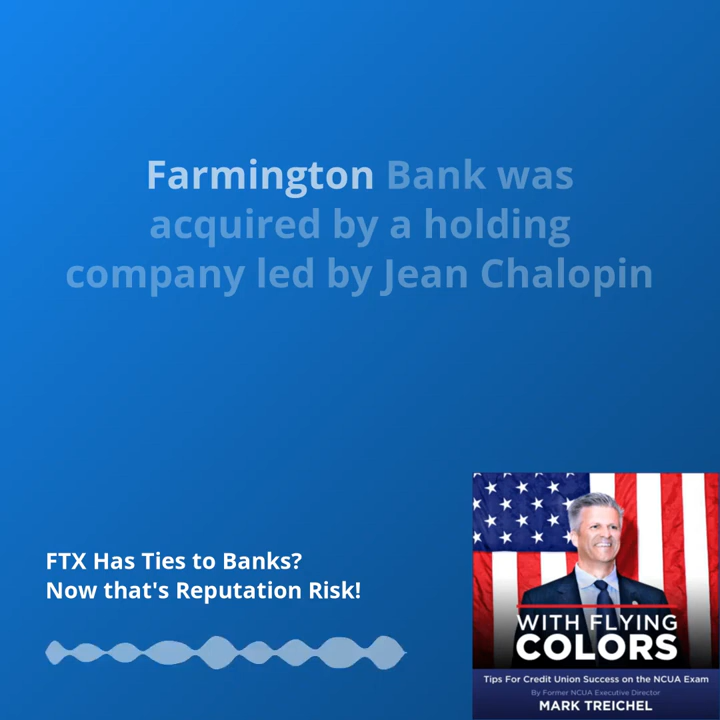 Farmington Bank was
acquired by a holding
company led by Jean Chalopin
FTX Has Ties to Banks?
Now that's Reputation Risk!
WITH FLYING
COLORS
Tips For Credit Union Success on the NCUA Exam
By Former NCUA Executive Director
MARK TREICHEL